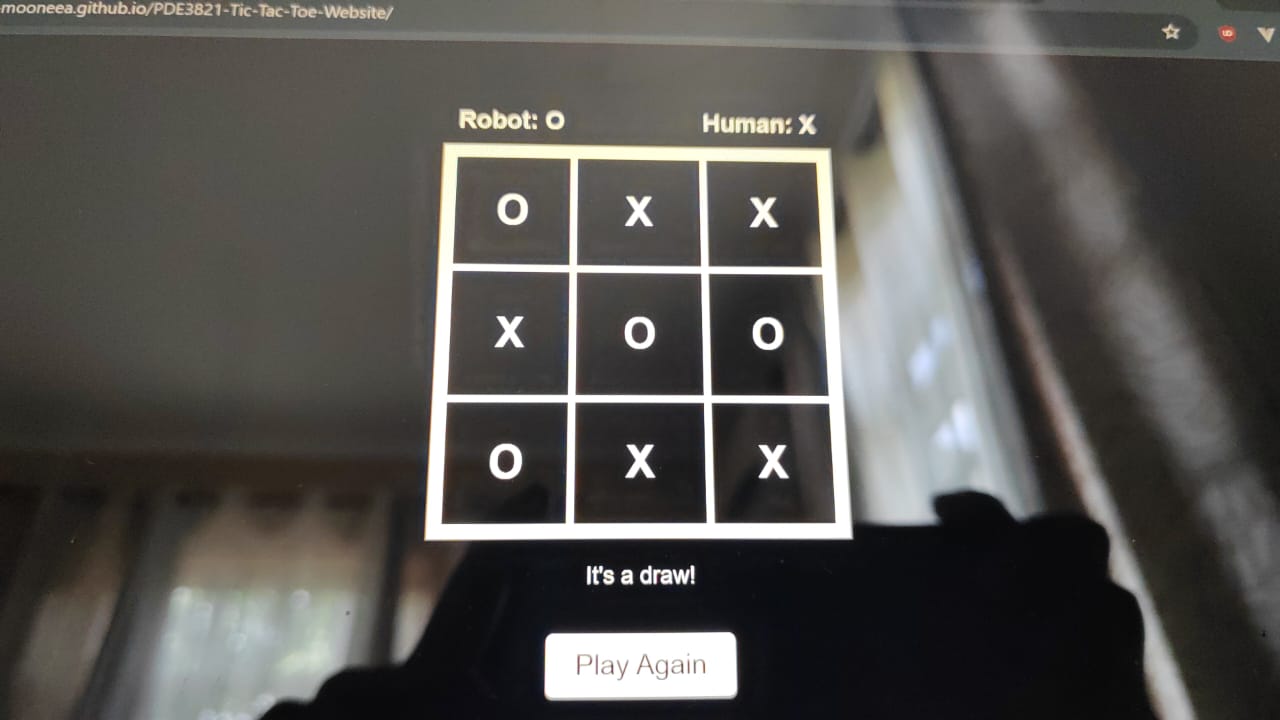 mooneea.github.io/PDE3821-Tic-Tac-Toe-Website/
Robot: O Human: X
O X X
X O O
O X X
It's a draw!
Play Again